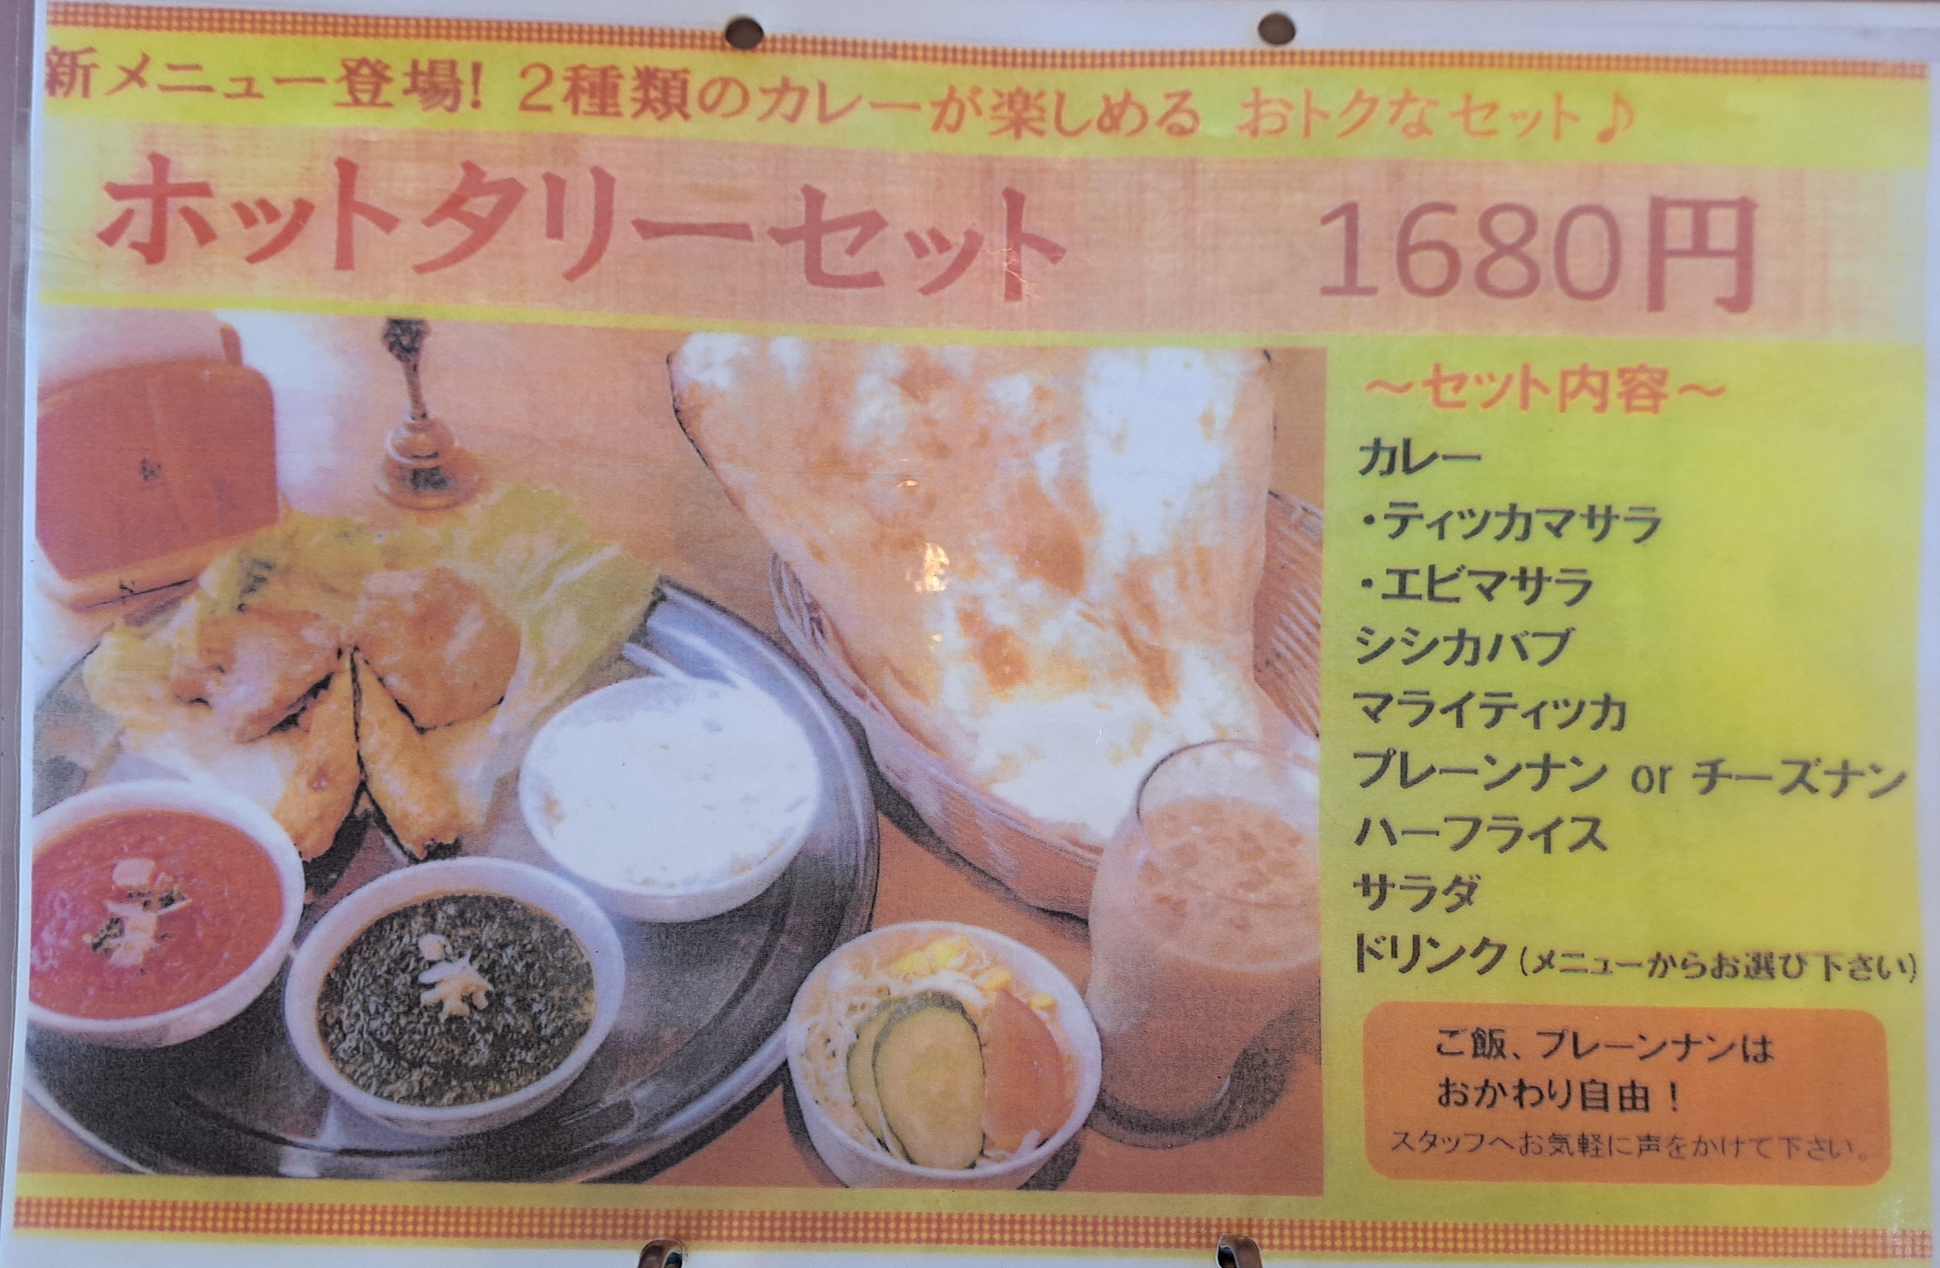 新メニュー登場! 2種類のカレーが楽しめる おトクなセット♪
ホットタリーセット 1680円
～セット内容～
カレー
・ティッカマサラ
・エビマサラ
シシカバブ
マライティッカ
プレーンナン or チーズナン
ハーフライス
サラダ
ドリンク（メニューからお選び下さい）
ご飯、プレーンナンは
おかわり自由！
スタッフへお気軽に声をかけて下さい。